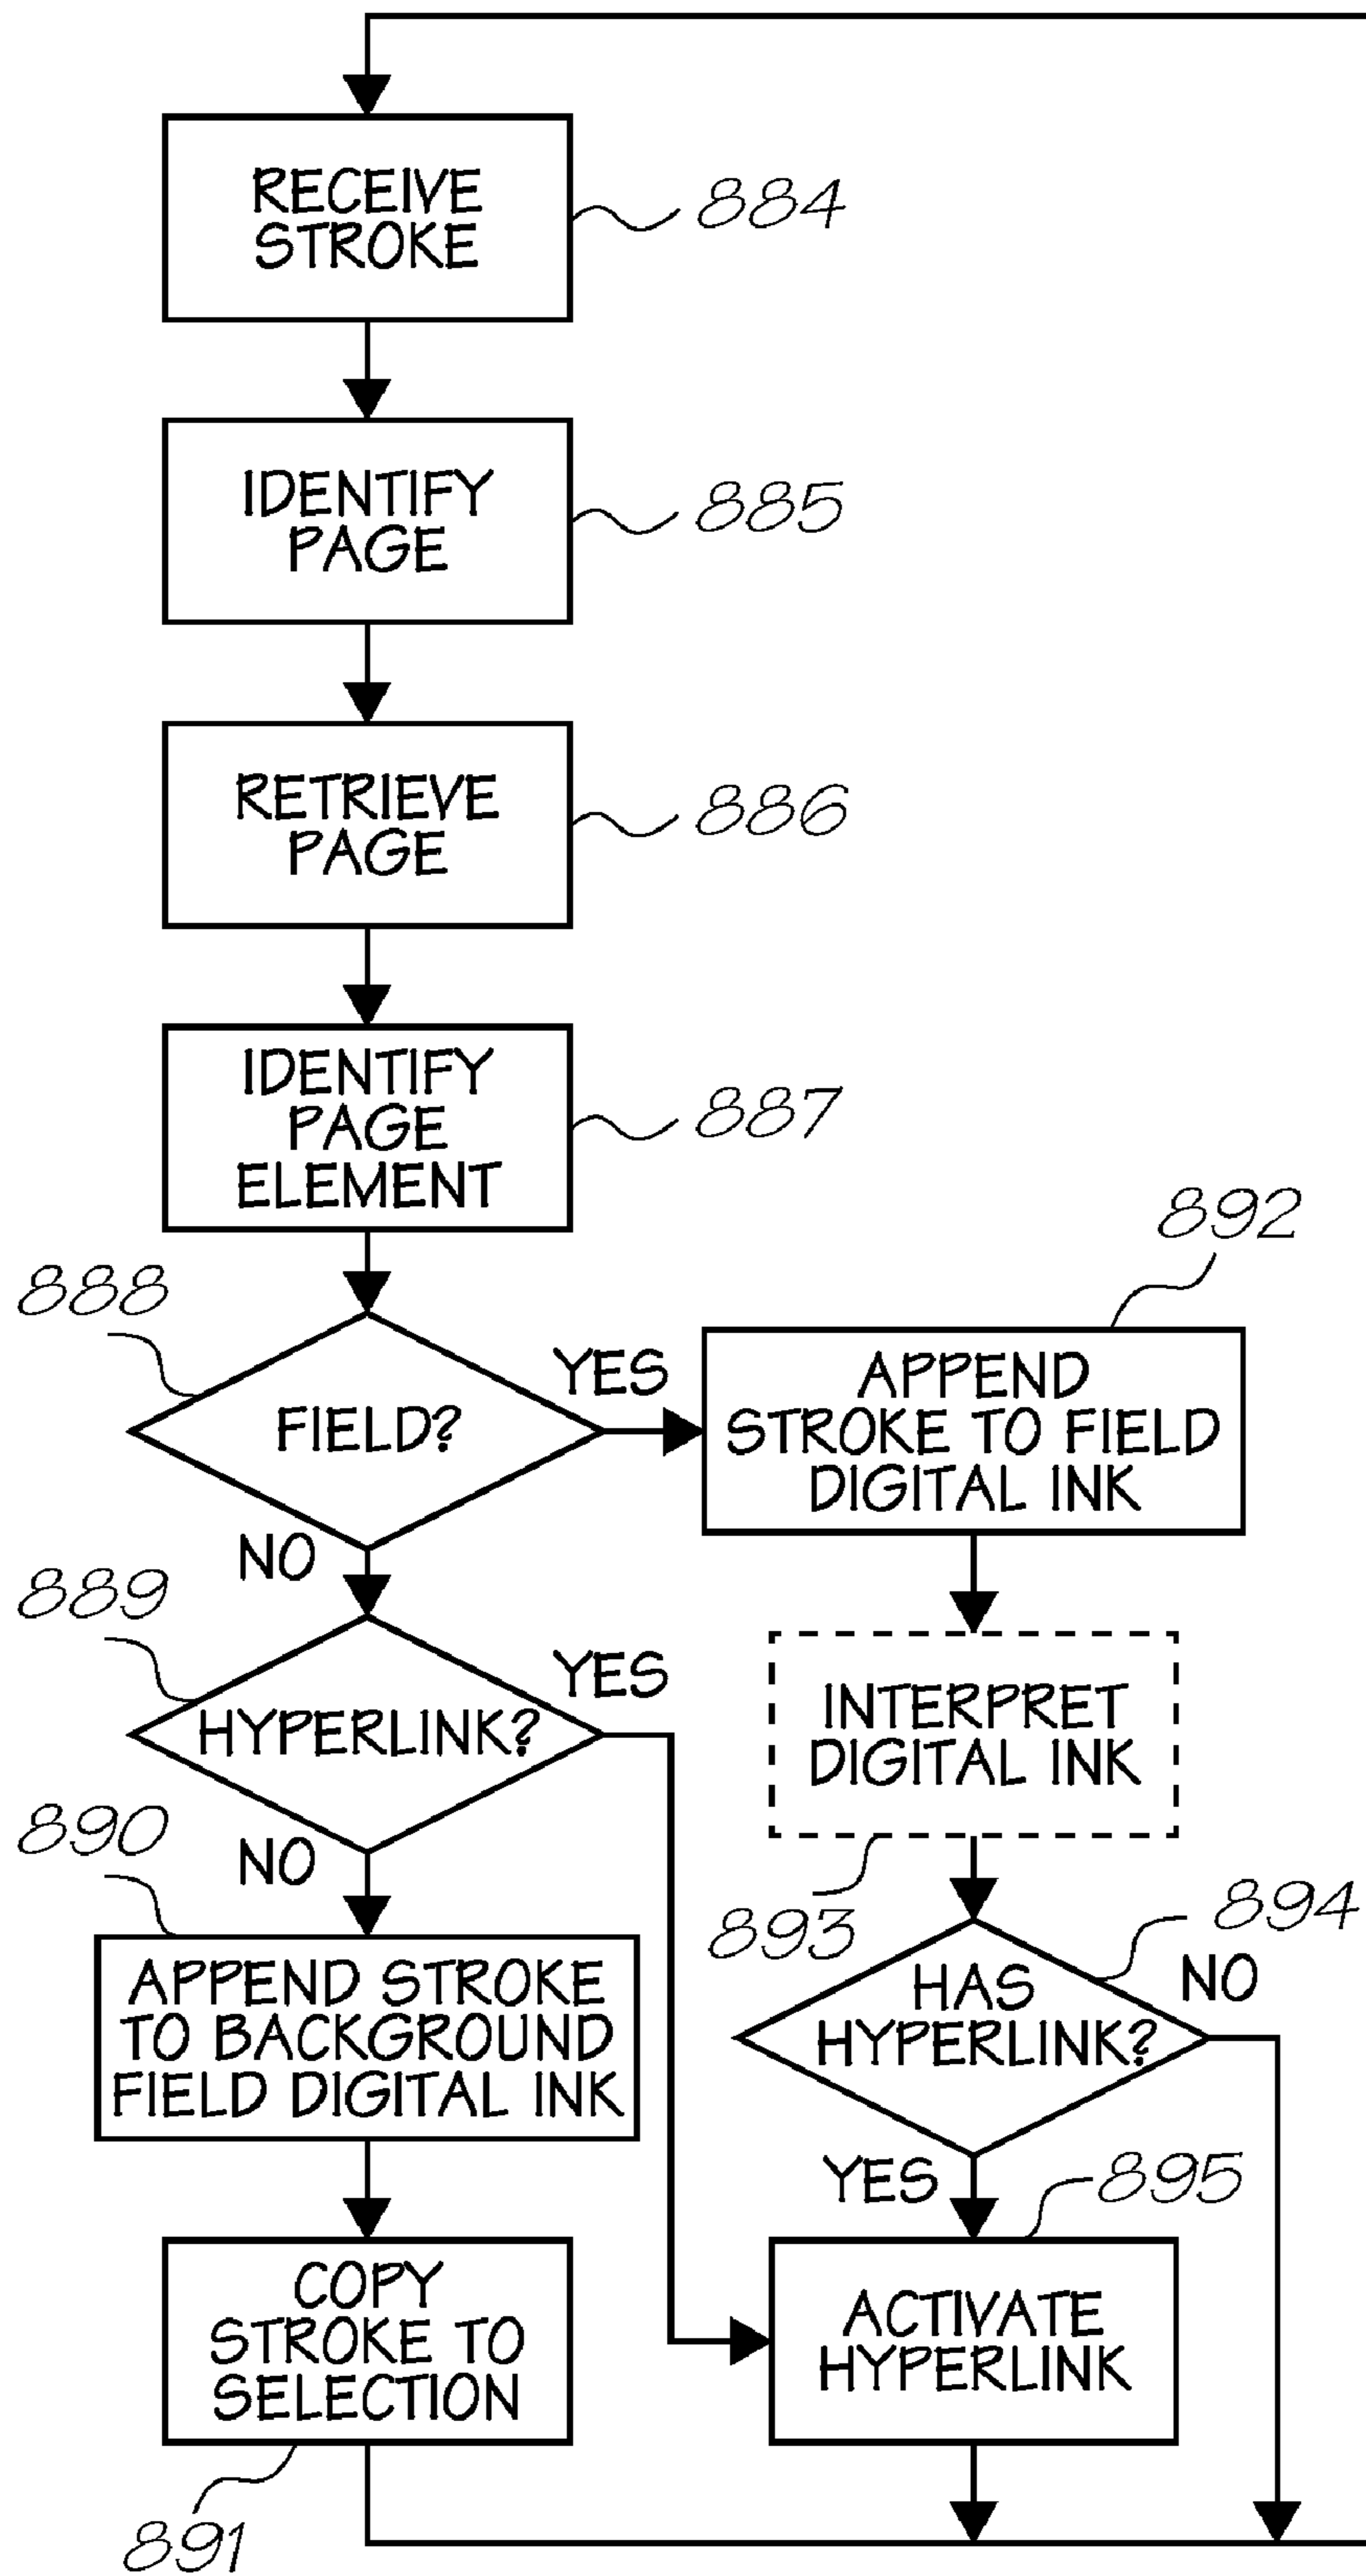 RECEIVE
STROKE
884
IDENTIFY
PAGE
885
RETRIEVE
PAGE
886
IDENTIFY
PAGE
ELEMENT
887
888
FIELD?
YES
NO
892
APPEND
STROKE TO FIELD
DIGITAL INK
889
HYPERLINK?
YES
NO
INTERPRET
DIGITAL INK
893
890
APPEND STROKE
TO BACKGROUND
FIELD DIGITAL INK
894
HAS
HYPERLINK?
NO
YES
895
COPY
STROKE TO
SELECTION
891
ACTIVATE
HYPERLINK